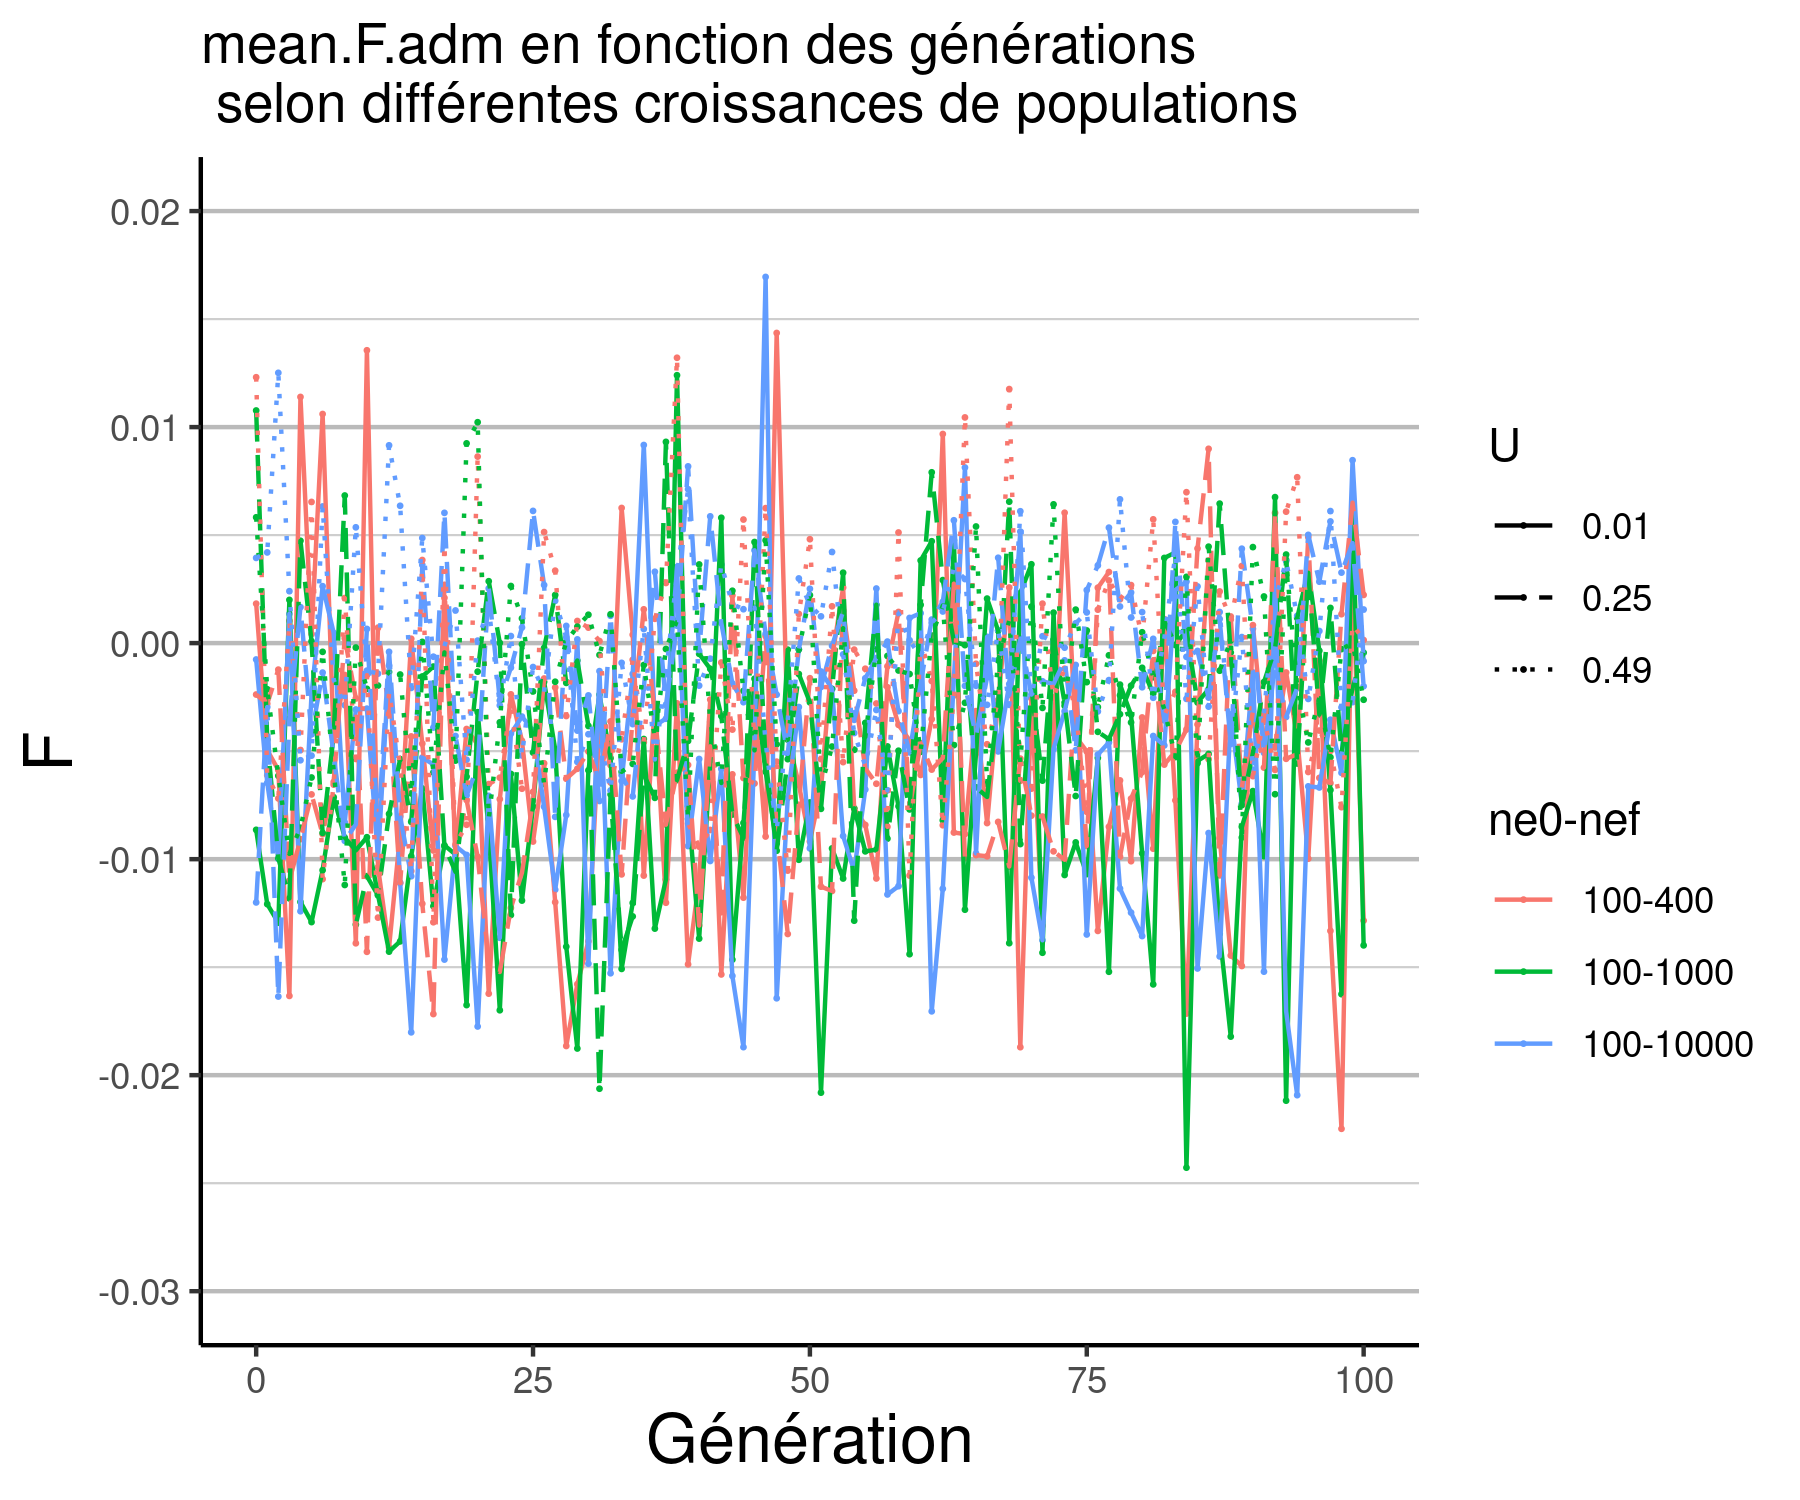 mean.F.adm en fonction des générations
selon différentes croissances de populations
F
0.02
0.01
0.00
-0.01
-0.02
-0.03
0
25
50
75
100
Génération
U
0.01
0.25
0.49
ne0-nef
100-400
100-1000
100-10000